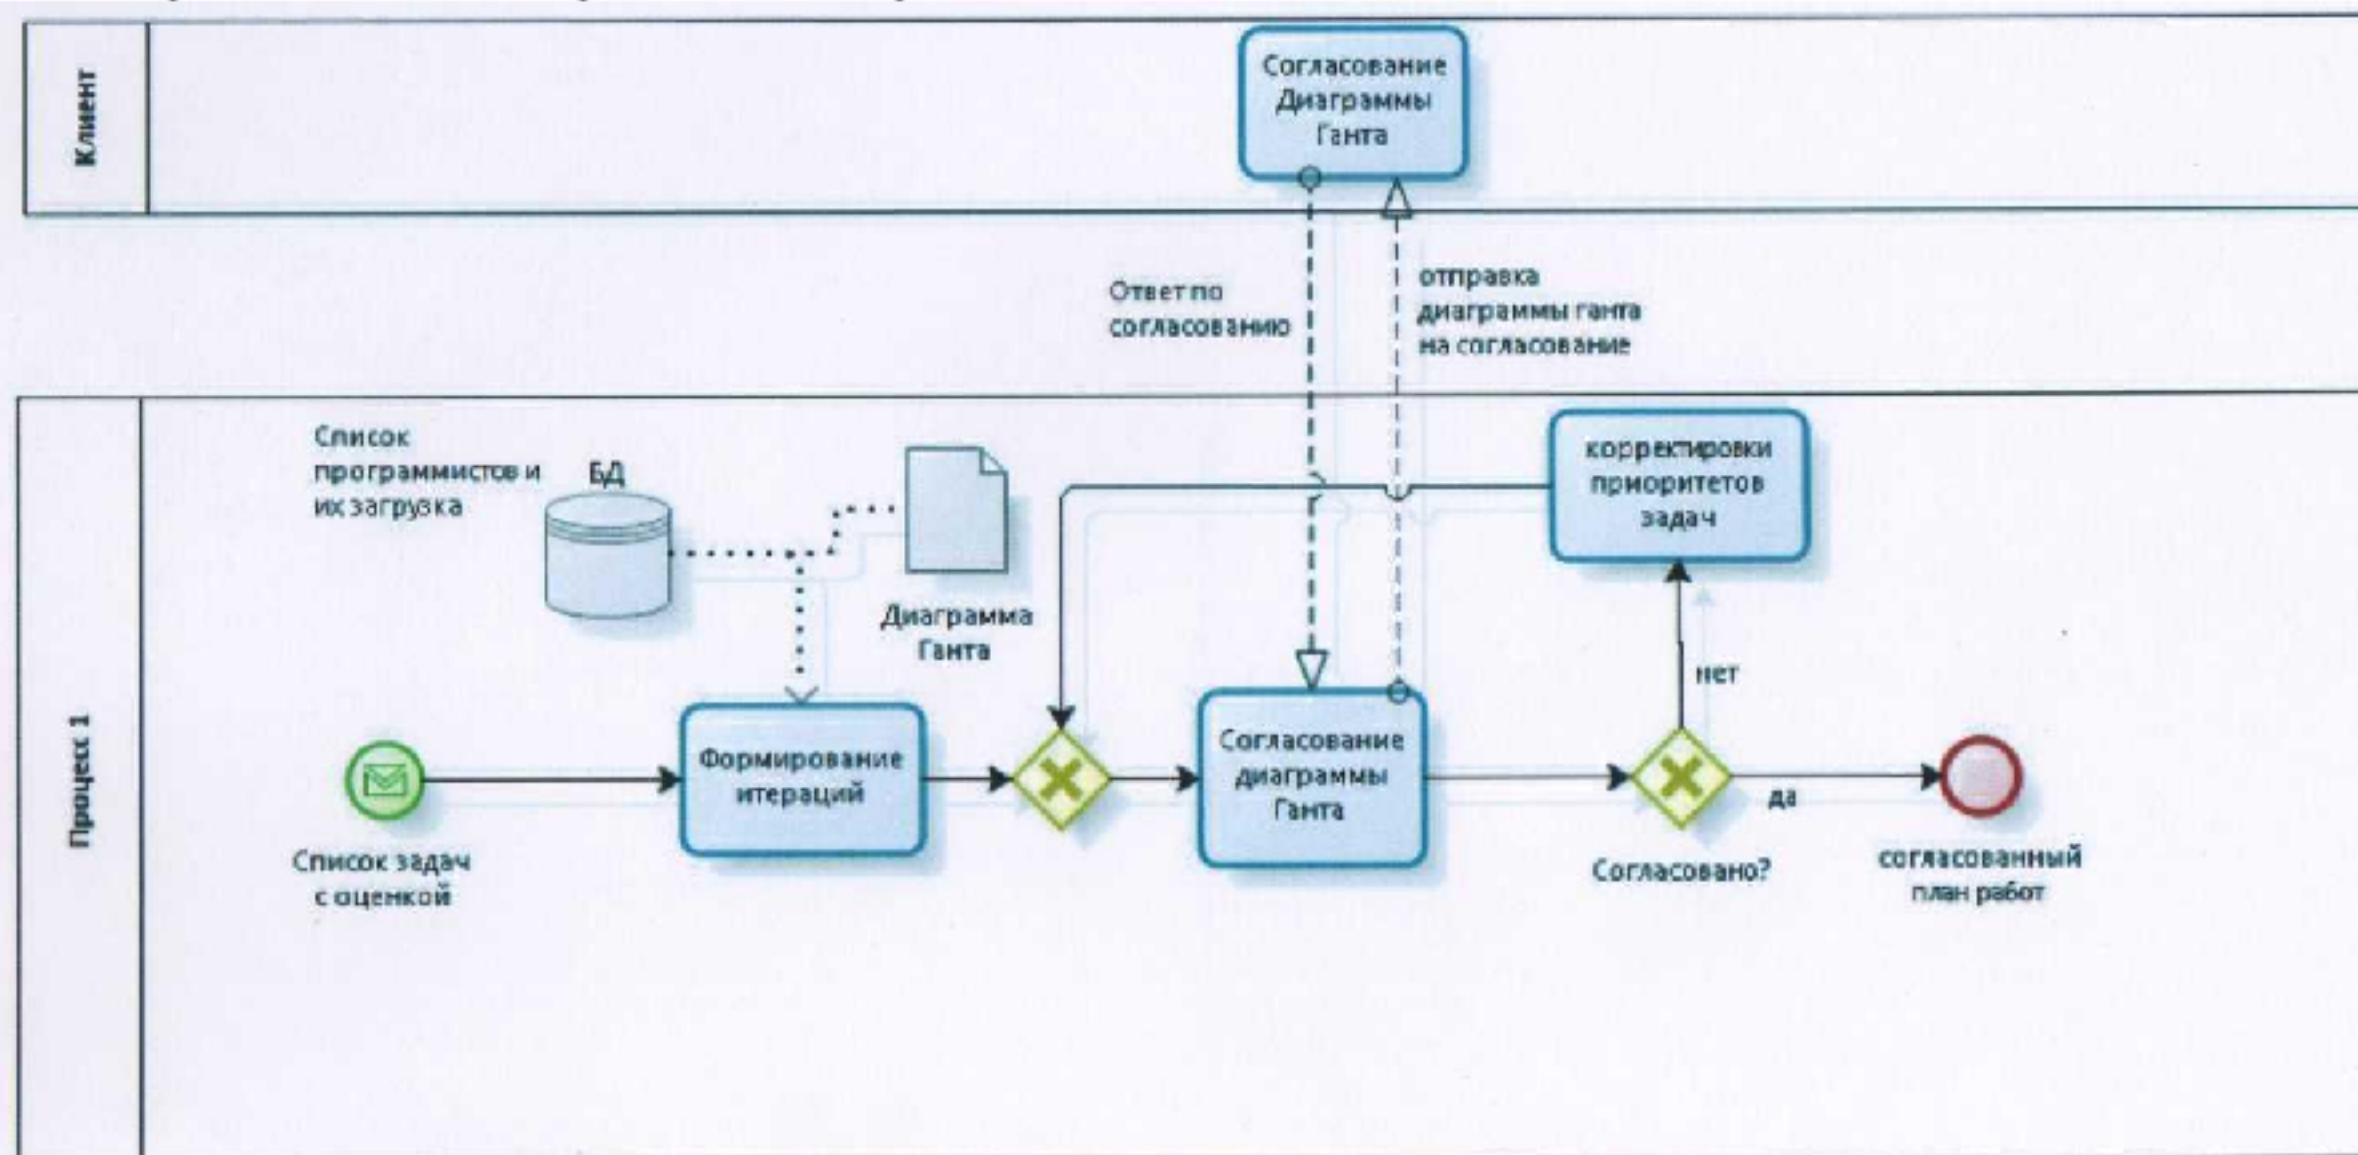 Клиент
Согласование
Диаграммы
Ганта
Ответ по
согласованию
отправка
диаграммы ганта
на согласование
Процесс 1
Список
программистов и
их загрузка
БД
Диаграмма
Ганта
корректировки
приоритетов
задач
нет
Список задач
с оценкой
Формирование
итераций
Согласование
диаграммы
Ганта
Согласовано?
да
согласованный
план работ